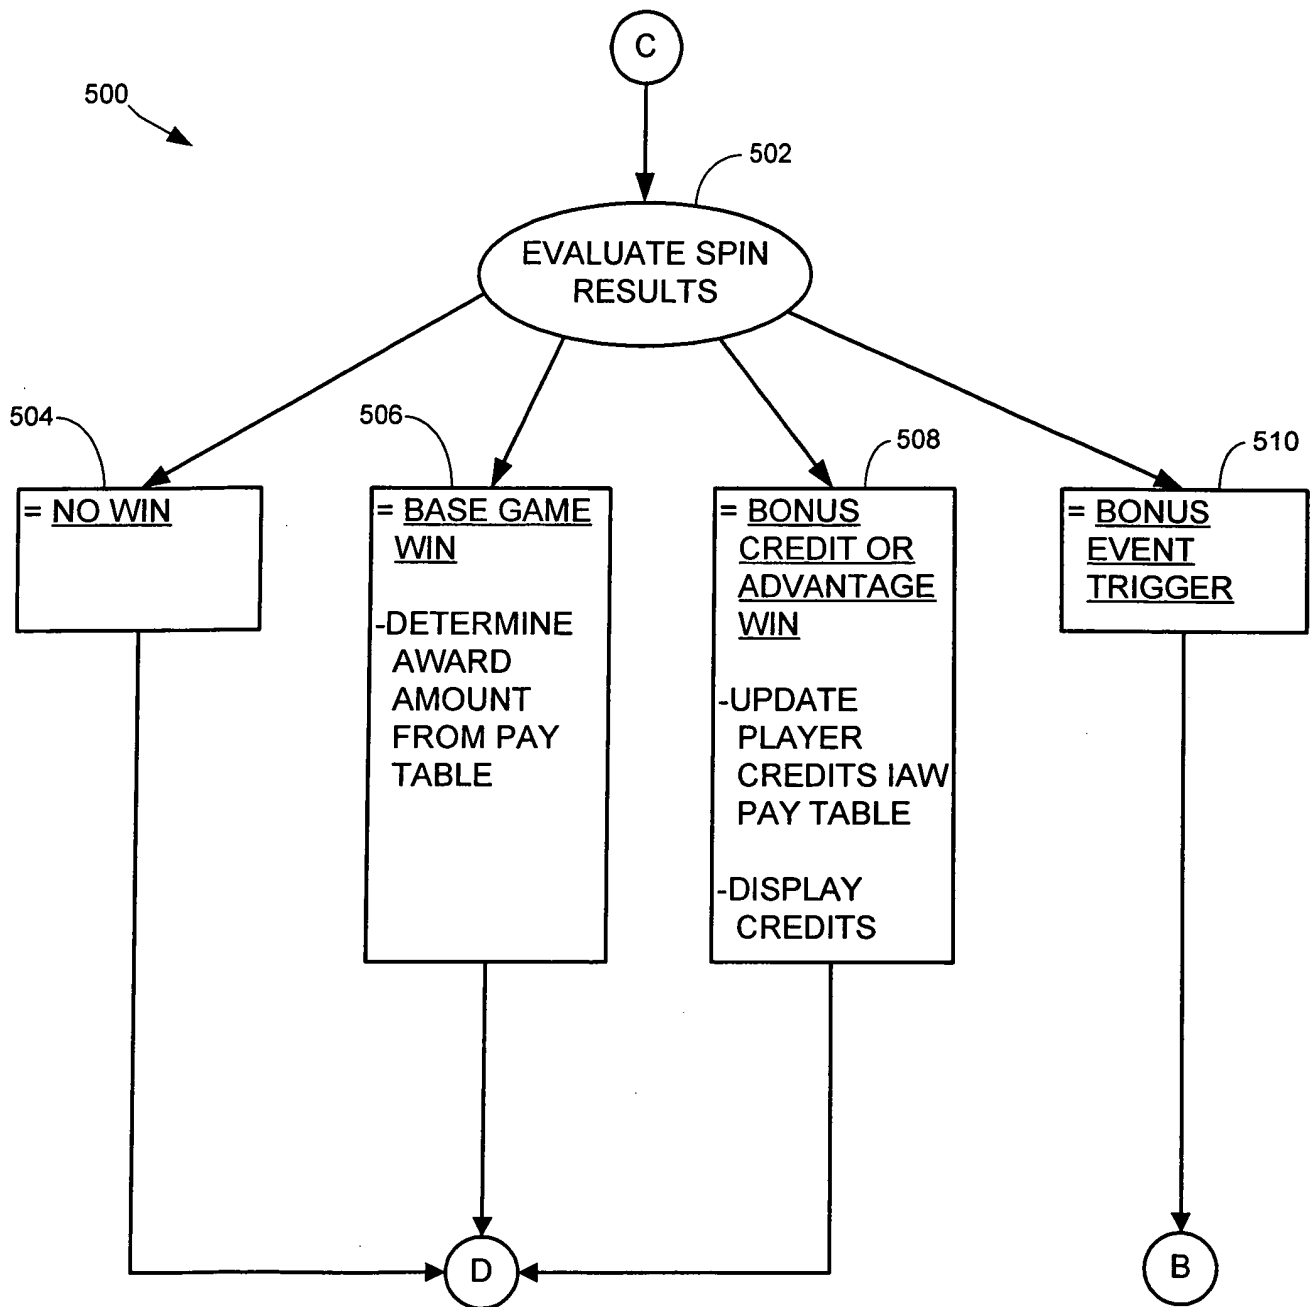 C
500
502
EVALUATE SPIN
RESULTS
504
= NO WIN
506
= BASE GAME
WIN
-DETERMINE
AWARD
AMOUNT
FROM PAY
TABLE
508
= BONUS
CREDIT OR
ADVANTAGE
WIN
-UPDATE
PLAYER
CREDITS IAW
PAY TABLE
-DISPLAY
CREDITS
510
= BONUS
EVENT
TRIGGER
D
B